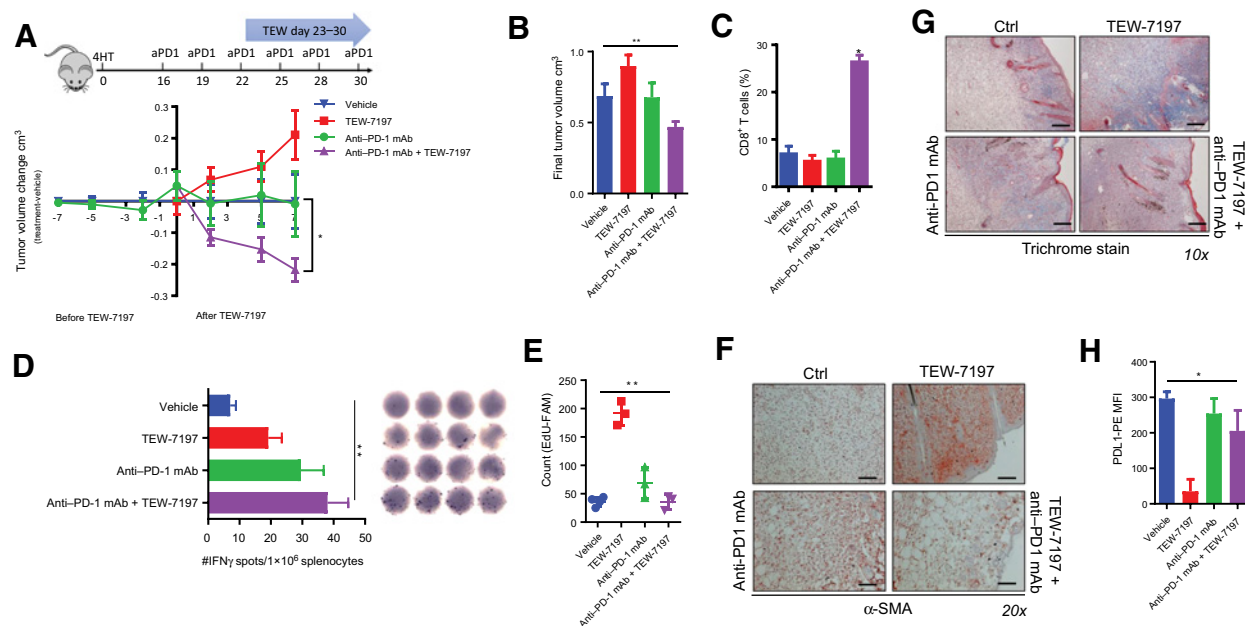 A
TEW day 23–30
4HT
aPD1 aPD1 aPD1 aPD1 aPD1 aPD1
0 16 19 22 25 28 30
Tumor volume change cm3
(treatment-vehicle)
0.3
0.2
0.1
-0.1
-0.2
-0.3
-7 -5 -3 -1 1 3 5 7
Vehicle
TEW-7197
Anti–PD-1 mAb
Anti–PD-1 mAb + TEW-7197
*
Before TEW-7197
After TEW-7197
B
Final tumor volume cm3
1.0
0.5
0.0
**
Vehicle
TEW-7197
Anti–PD-1 mAb
Anti–PD-1 mAb + TEW-7197
C
CD8+ T cells (%)
30
20
10
0
*
Vehicle
TEW-7197
Anti–PD-1 mAb
Anti–PD-1 mAb + TEW-7197
G
Ctrl
TEW-7197
Anti-PD1 mAb
TEW-7197 +
anti–PD1 mAb
Trichrome stain
10x
D
Vehicle
TEW-7197
Anti–PD-1 mAb
Anti–PD-1 mAb + TEW-7197
**
0 10 20 30 40 50
#IFNγ spots/1×10⁶ splenocytes
E
Count (EdU-FAM)
250
200
150
100
50
0
**
Vehicle
TEW-7197
Anti–PD-1 mAb
Anti–PD-1 mAb + TEW-7197
F
Ctrl
TEW-7197
Anti-PD1 mAb
TEW-7197 +
anti–PD1 mAb
α-SMA
20x
H
PDL1-PE MFI
400
300
200
100
0
*
Vehicle
TEW-7197
Anti-PD-1 mAb
Anti–PD-1 mAb + TEW-7197